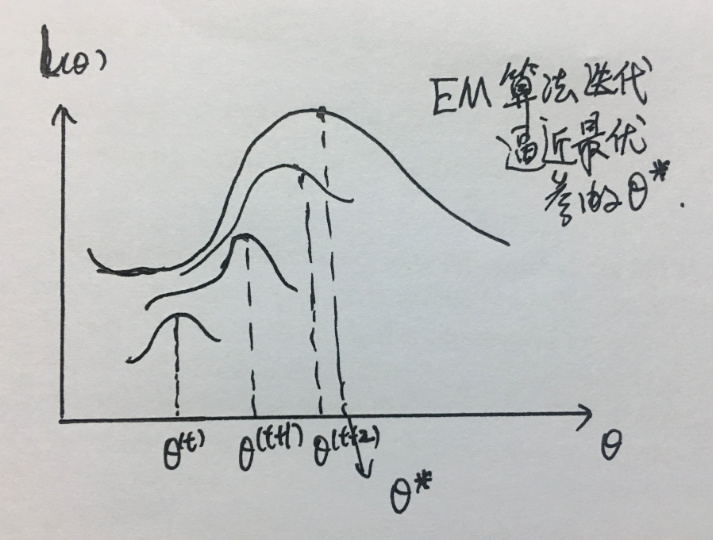 L(θ)
EM算法迭代
逼近最优
参数θ*.
θ(t)
θ(t+1)
θ(t+2)
θ
θ*